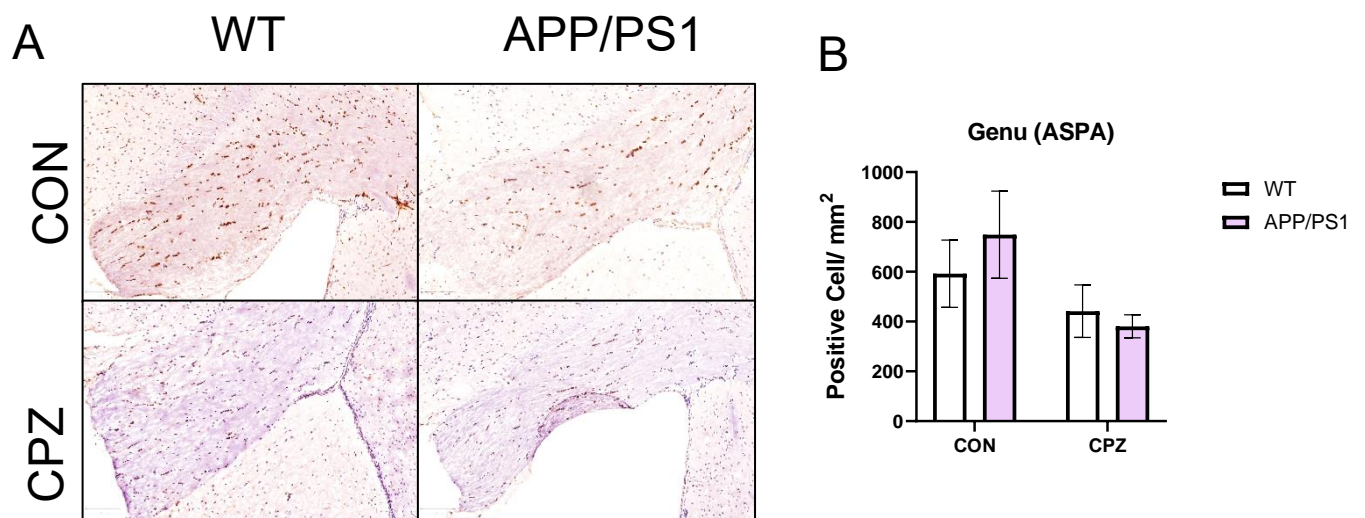 A
WT
APP/PS1
CON
CPZ
B
Genu (ASPA)
Positive Cell/ mm²
1000
800
600
400
200
0
CON
CPZ
WT
APP/PS1